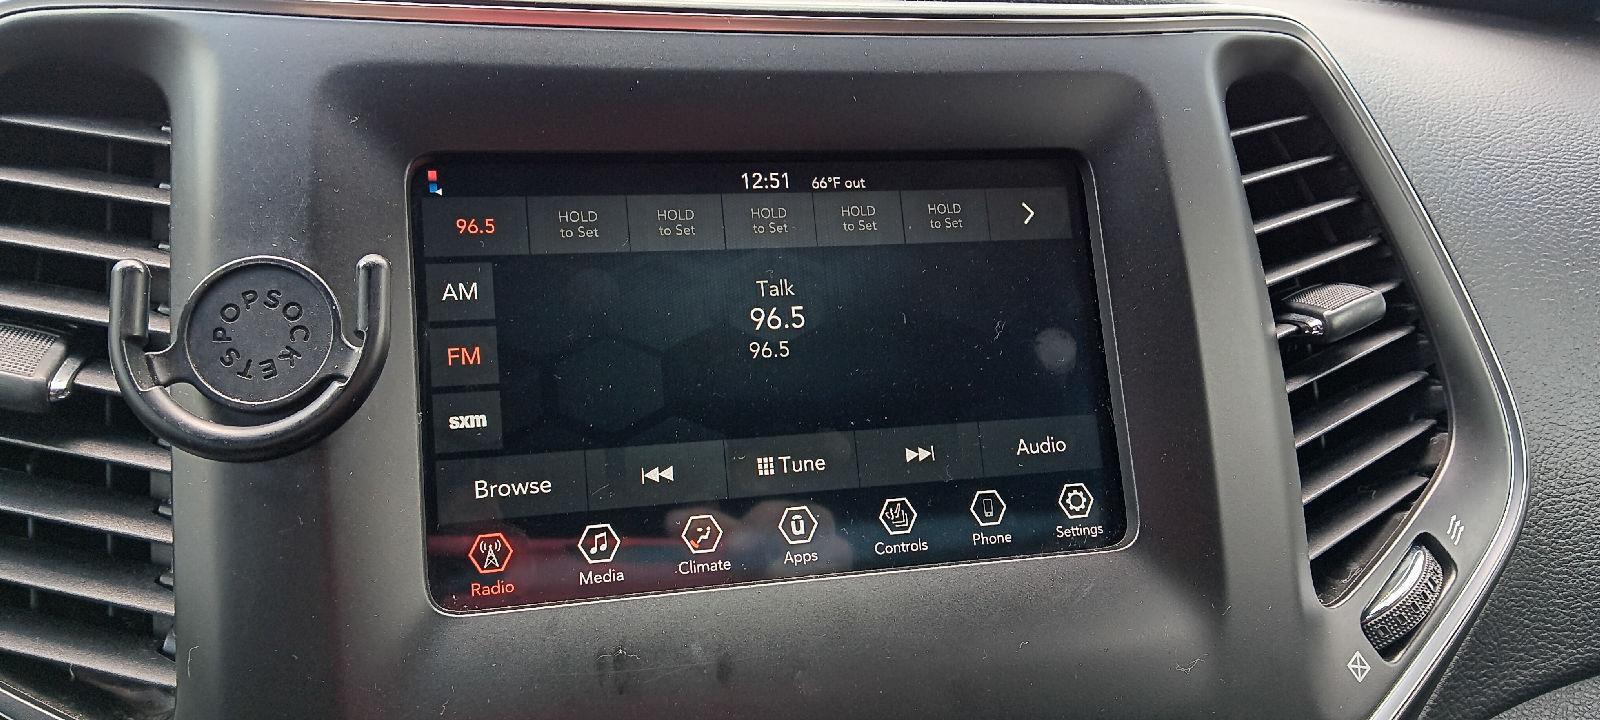 12:51 66°F out
96.5 HOLD to Set HOLD to Set HOLD to Set HOLD to Set HOLD to Set
AM
Talk
96.5
FM
96.5
sxm
Browse Tune Audio
Radio Media Climate Apps Controls Phone Settings
POPSOCKETS